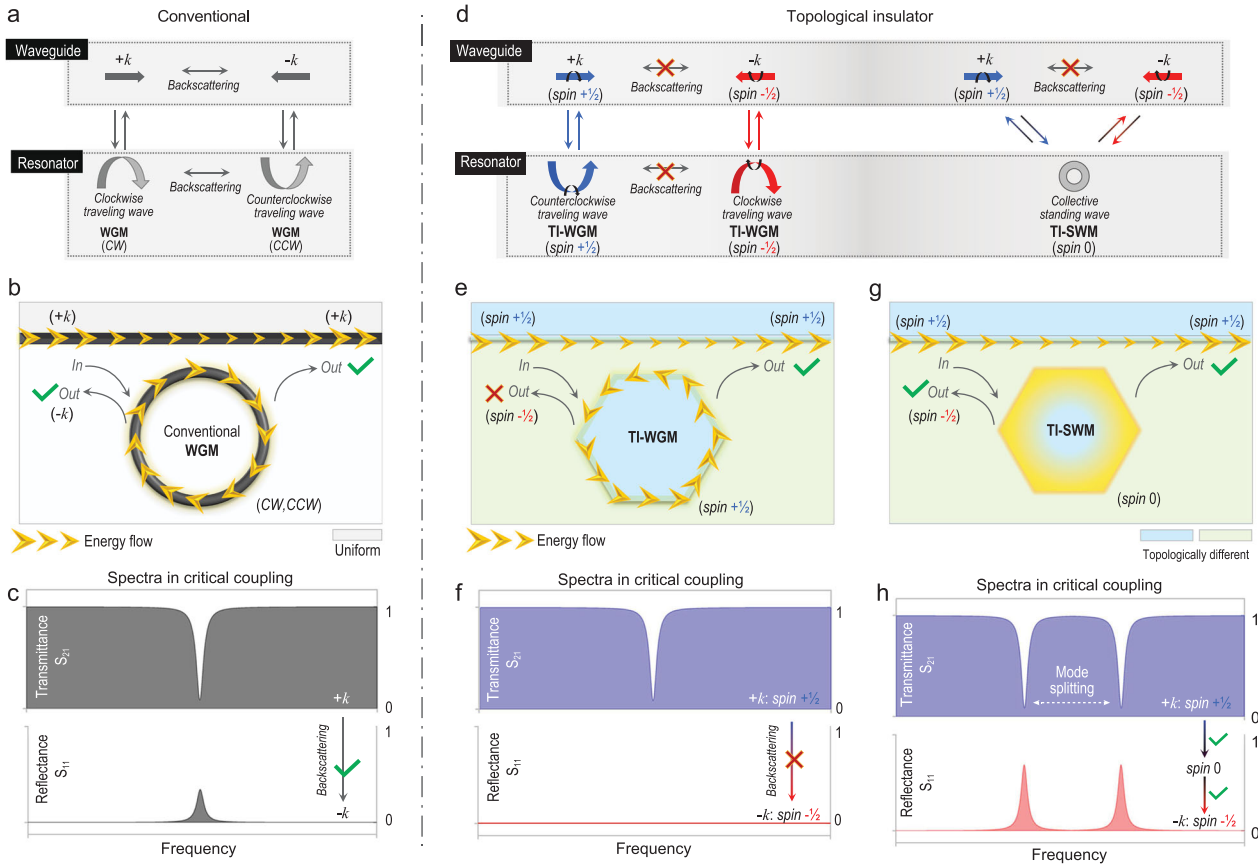 a
Conventional
Waveguide
+k
-k
Backscattering
Resonator
Backscattering
Clockwise
traveling wave
WGM
(CW)
Counterclockwise
traveling wave
WGM
(CCW)
b
(+k)
(+k)
In
Out
(-k)
Out
Conventional
WGM
(CW,CCW)
Energy flow
Uniform
Spectra in critical coupling
c
Transmittance
S21
1
+k
0
Reflectance
S11
1
Backscattering
-k
0
Frequency
d
Topological insulator
Waveguide
+k
(spin +½)
Backscattering
-k
(spin -½)
+k
(spin +½)
Backscattering
-k
(spin -½)
Resonator
Counterclockwise
traveling wave
TI-WGM
(spin +½)
Backscattering
Clockwise
traveling wave
TI-WGM
(spin -½)
Collective
standing wave
TI-SWM
(spin 0)
e
(spin +½)
(spin +½)
In
Out
(spin -½)
Out
TI-WGM
(spin +½)
Energy flow
g
(spin +½)
(spin +½)
In
Out
(spin -½)
Out
TI-SWM
(spin 0)
Topologically different
Spectra in critical coupling
f
Transmittance
S21
1
+k: spin +½
0
Reflectance
S11
1
Backscattering
-k: spin -½
0
Frequency
Spectra in critical coupling
h
Transmittance
S21
1
Mode
splitting
+k: spin +½
0
Reflectance
S11
1
spin 0
-k: spin -½
0
Frequency